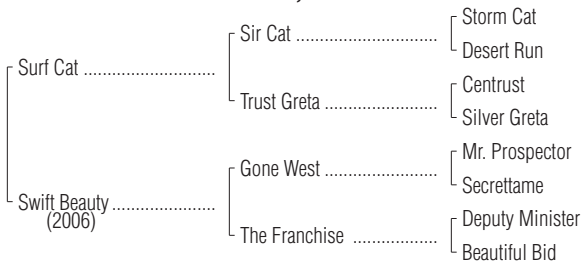 Surf Cat ...........................
Sir Cat .............................
Storm Cat
Desert Run
Trust Greta .......................
Centrust
Silver Greta
Swift Beauty .....................
(2006)
Gone West .......................
Mr. Prospector
Secrettame
The Franchise .................
Deputy Minister
Beautiful Bid